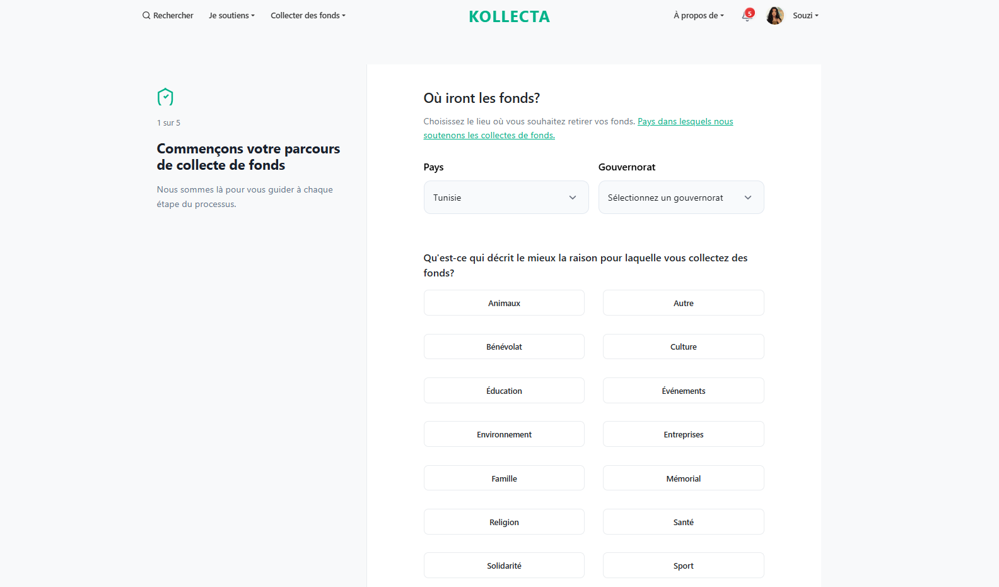 Rechercher Je soutiens Collecter des fonds KOLLECTA À propos de 5 Souzi
1 sur 5
Commençons votre parcours
de collecte de fonds
Nous sommes là pour vous guider à chaque
étape du processus.
Où iront les fonds?
Choisissez le lieu où vous souhaitez retirer vos fonds. Pays dans lesquels nous
soutenons les collectes de fonds.
Pays Gouvernorat
Tunisie Sélectionnez un gouvernorat
Qu'est-ce qui décrit le mieux la raison pour laquelle vous collectez des
fonds?
Animaux Autre
Bénévolat Culture
Éducation Événements
Environnement Entreprises
Famille Mémorial
Religion Santé
Solidarité Sport